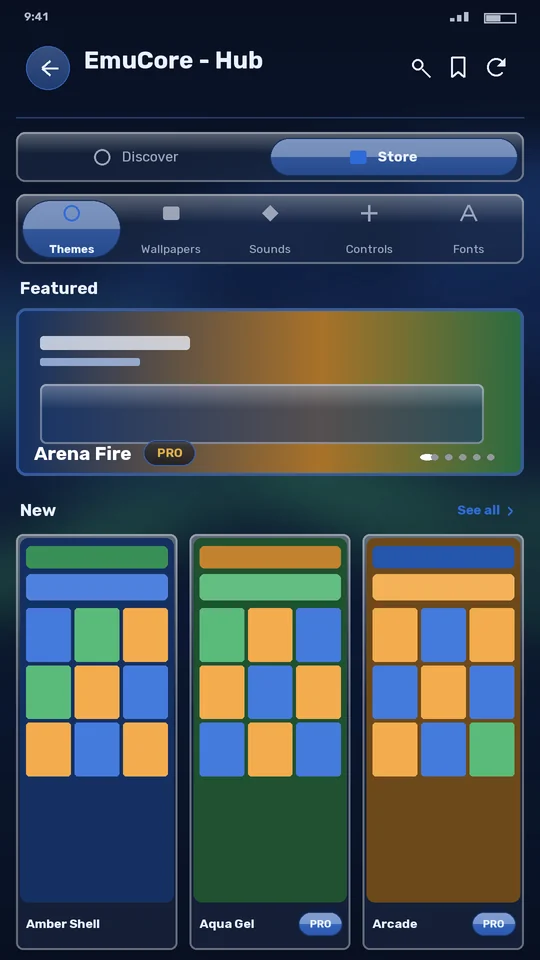 9:41
EmuCore - Hub
Discover
Store
Themes
Wallpapers
Sounds
Controls
Fonts
Featured
Arena Fire
PRO
New
See all
Amber Shell
Aqua Gel
PRO
Arcade
PRO